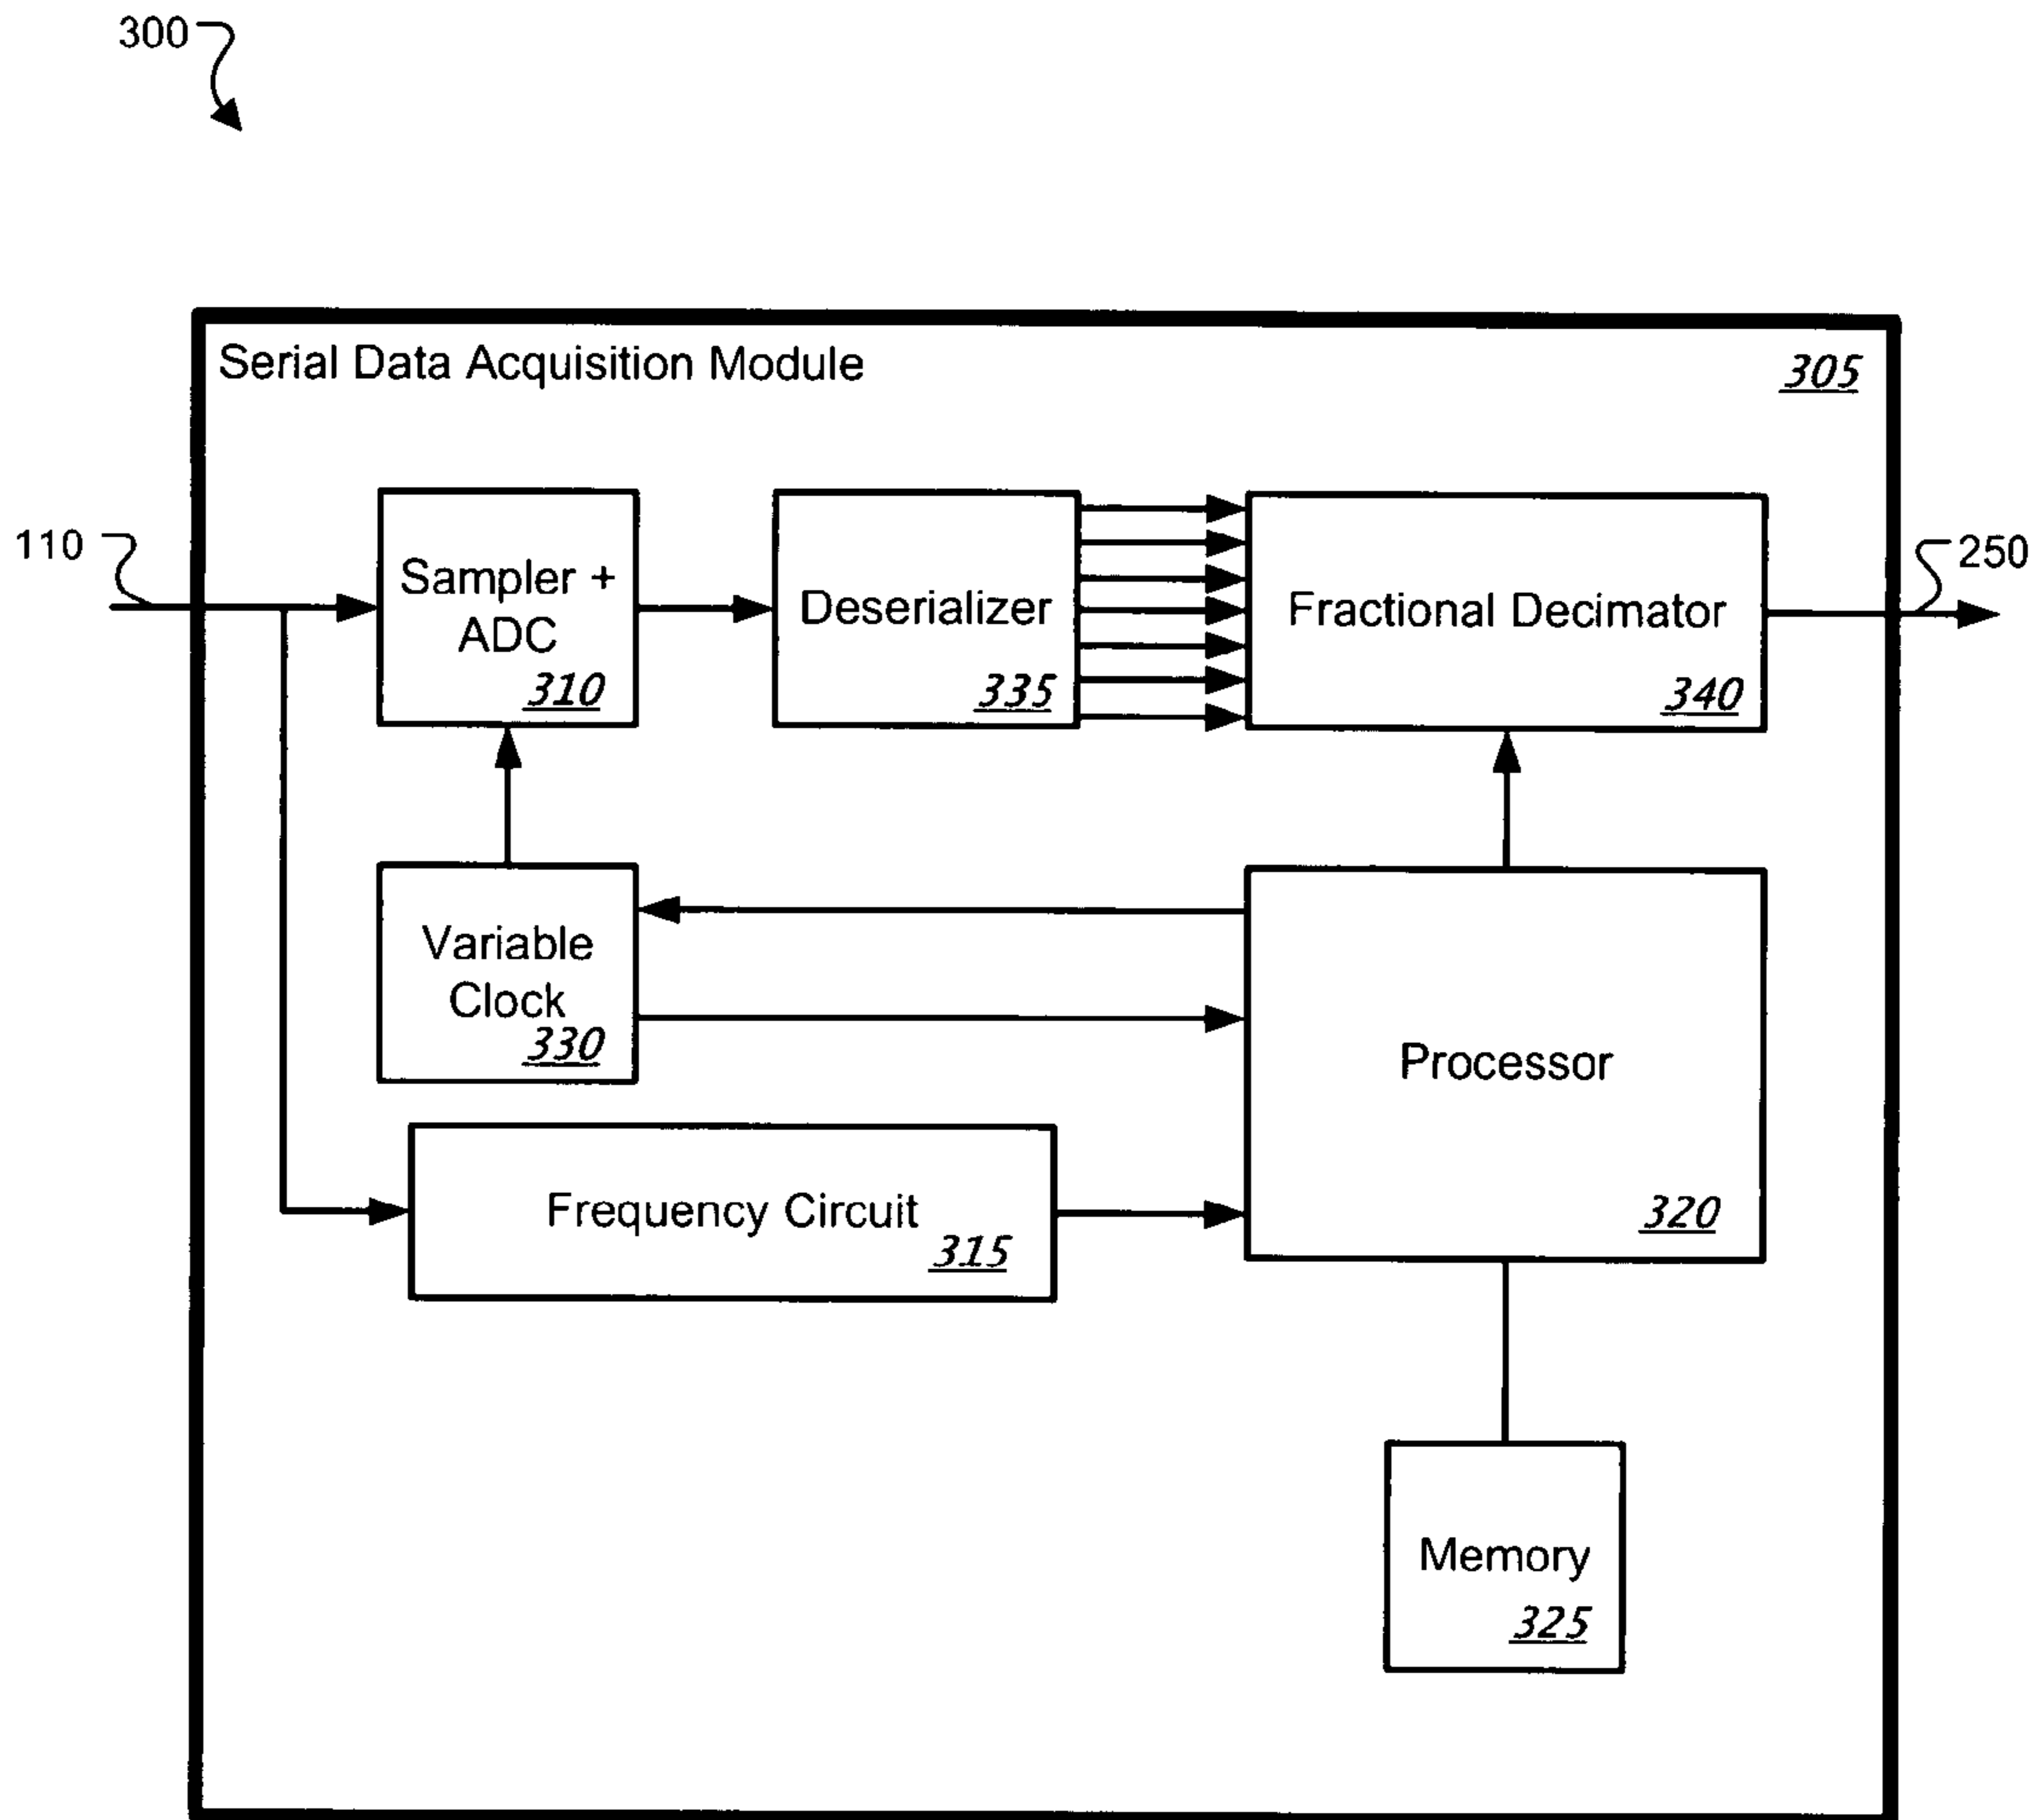 300
Serial Data Acquisition Module
305
110
Sampler +
ADC
310
Deserializer
335
Fractional Decimator
340
250
Variable
Clock
330
Processor
320
Frequency Circuit
315
Memory
325